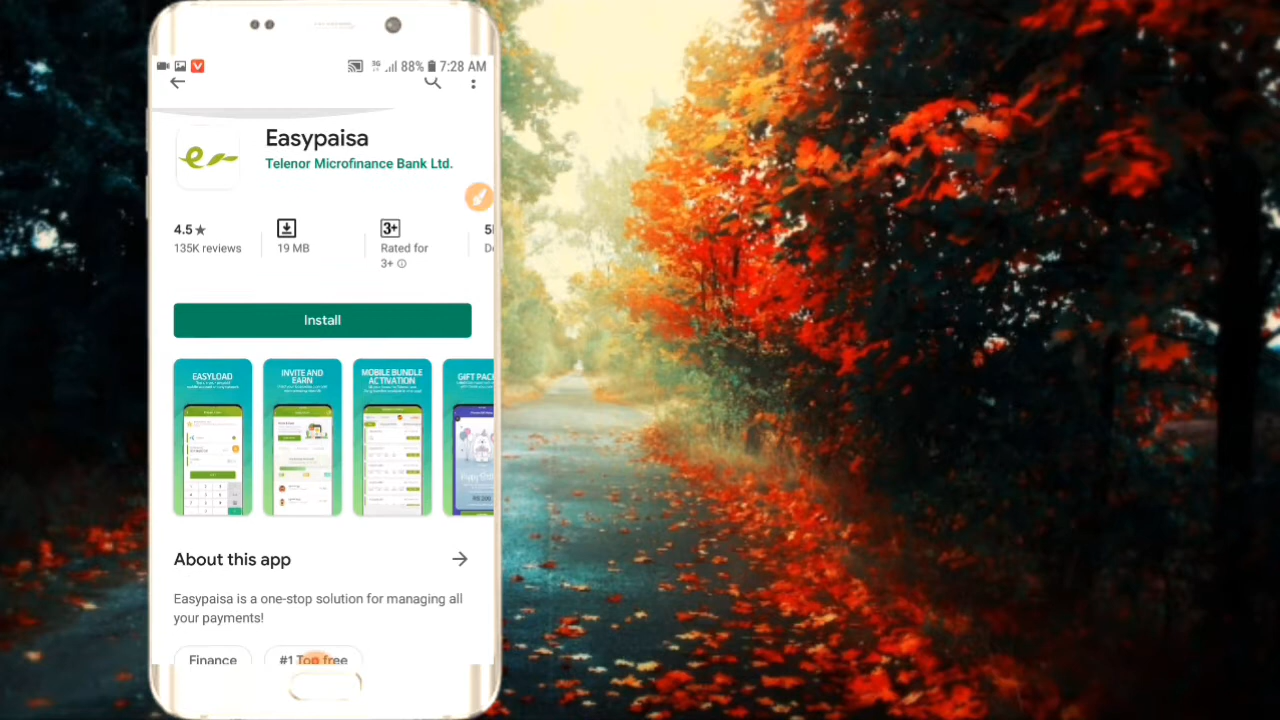 3G 88% 7:28 AM
Easypaisa
Telenor Microfinance Bank Ltd.
4.5★
135K reviews
19 MB
3+
Rated for
3+
Install
EASYLOAD
INVITE AND
EARN
MOBILE BUNDLE
ACTIVATION
GIFT PAC
About this app
Easypaisa is a one-stop solution for managing all
your payments!
Finance
#1 Top free